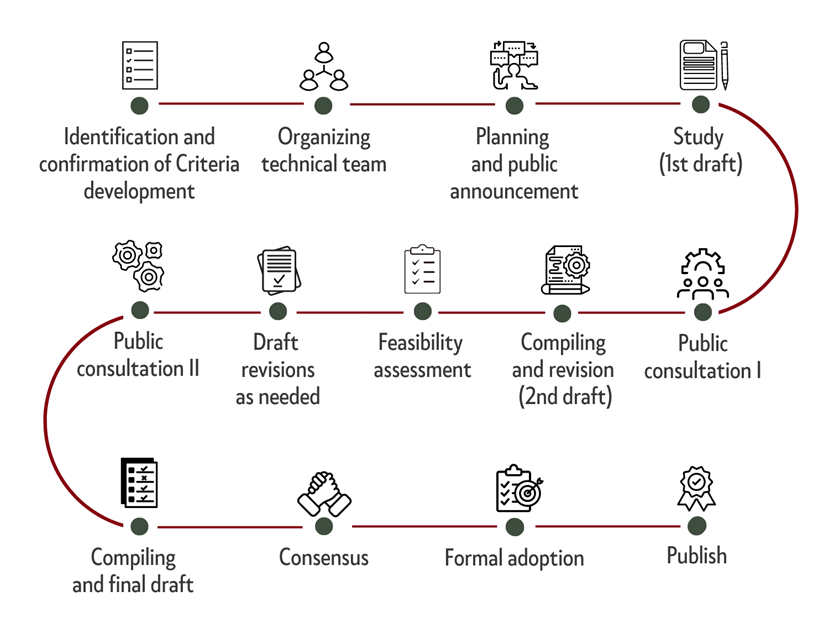 Identification and
confirmation of Criteria
development
Organizing
technical team
Planning
and public
announcement
Study
(1st draft)
Public
consultation I
Compiling
and revision
(2nd draft)
Feasibility
assessment
Draft
revisions
as needed
Public
consultation II
Compiling
and final draft
Consensus
Formal adoption
Publish